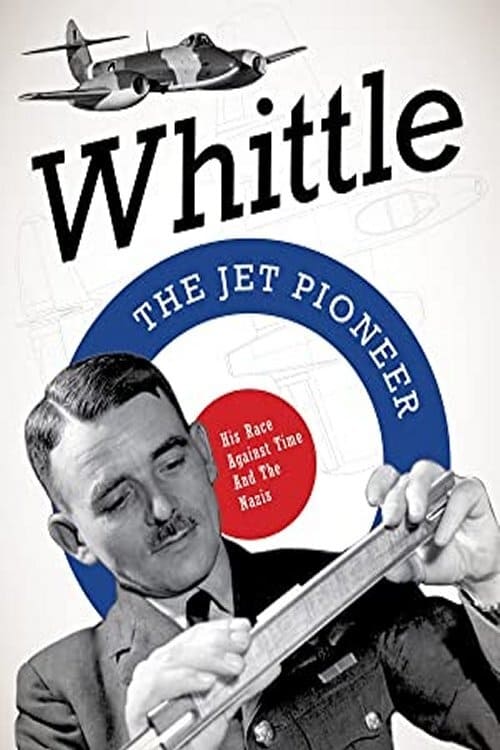 Whittle
THE JET PIONEER
His Race
Against Time
And The
Nazis